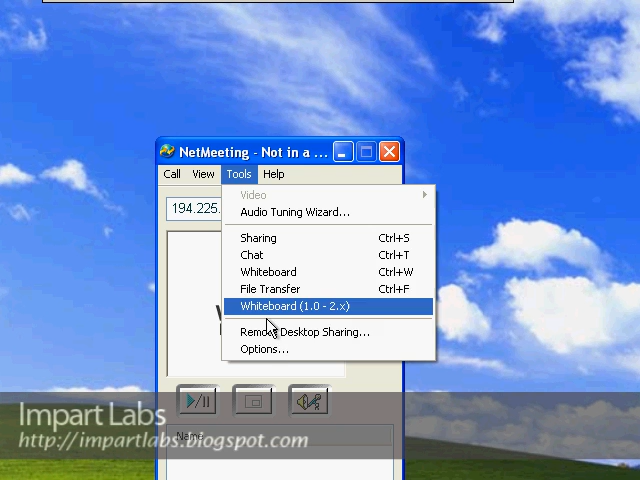 NetMeeting - Not in a ...
Call View Tools Help
194.225.
Video
Audio Tuning Wizard...
Sharing Ctrl+S
Chat Ctrl+T
Whiteboard Ctrl+W
File Transfer Ctrl+F
Whiteboard (1.0 - 2.x)
Remote Desktop Sharing...
Options...
Impart Labs
Name
http://impartlabs.blogspot.com